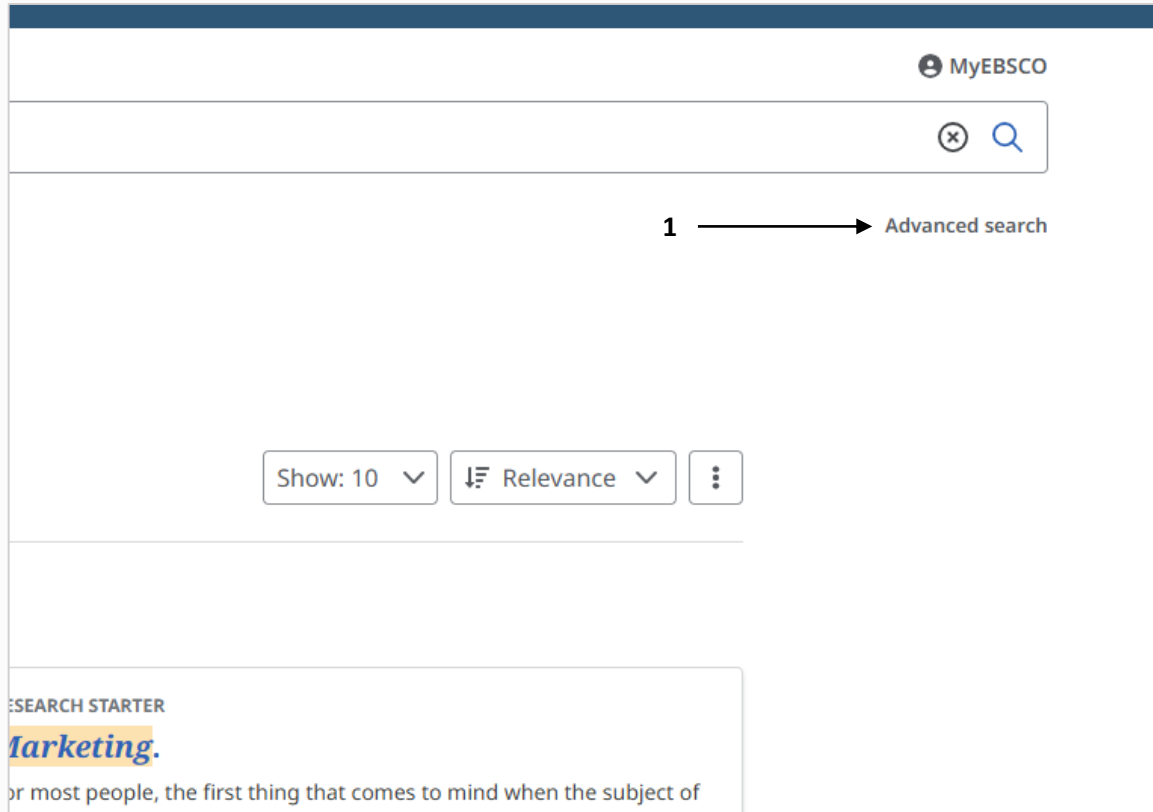 MyEBSCO
1 Advanced search
Show: 10 Relevance
ESEARCH STARTER
Marketing.
or most people, the first thing that comes to mind when the subject of